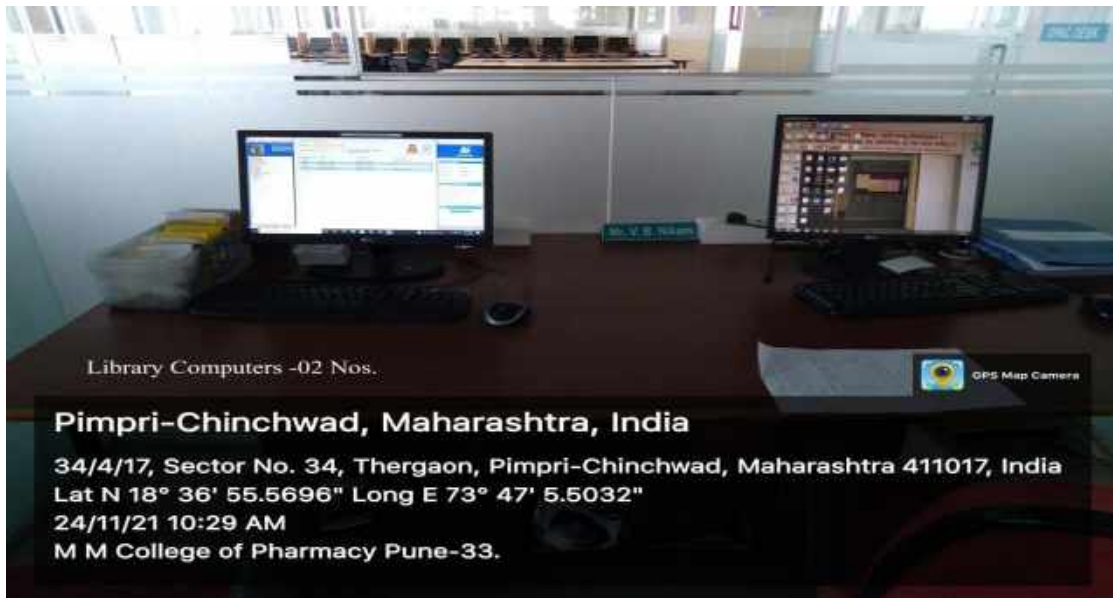 Mr. V. B. Nikam
Library Computers -02 Nos.
GPS Map Camera
Pimpri-Chinchwad, Maharashtra, India
34/4/17, Sector No. 34, Thergaon, Pimpri-Chinchwad, Maharashtra 411017, India
Lat N 18° 36' 55.5696" Long E 73° 47' 5.5032"
24/11/21 10:29 AM
M M College of Pharmacy Pune-33.